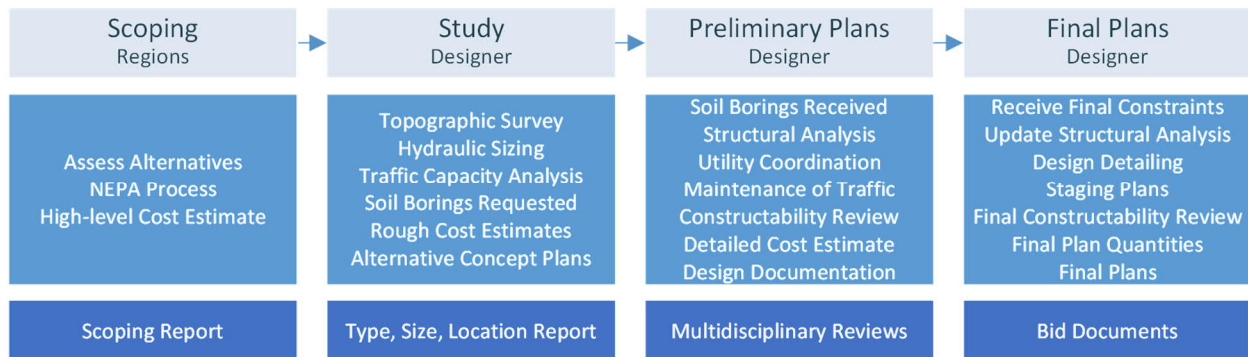 Scoping
Regions
Study
Designer
Preliminary Plans
Designer
Final Plans
Designer
Assess Alternatives
NEPA Process
High-level Cost Estimate
Topographic Survey
Hydraulic Sizing
Traffic Capacity Analysis
Soil Borings Requested
Rough Cost Estimates
Alternative Concept Plans
Soil Borings Received
Structural Analysis
Utility Coordination
Maintenance of Traffic
Constructability Review
Detailed Cost Estimate
Design Documentation
Receive Final Constraints
Update Structural Analysis
Design Detailing
Staging Plans
Final Constructability Review
Final Plan Quantities
Final Plans
Scoping Report
Type, Size, Location Report
Multidisciplinary Reviews
Bid Documents